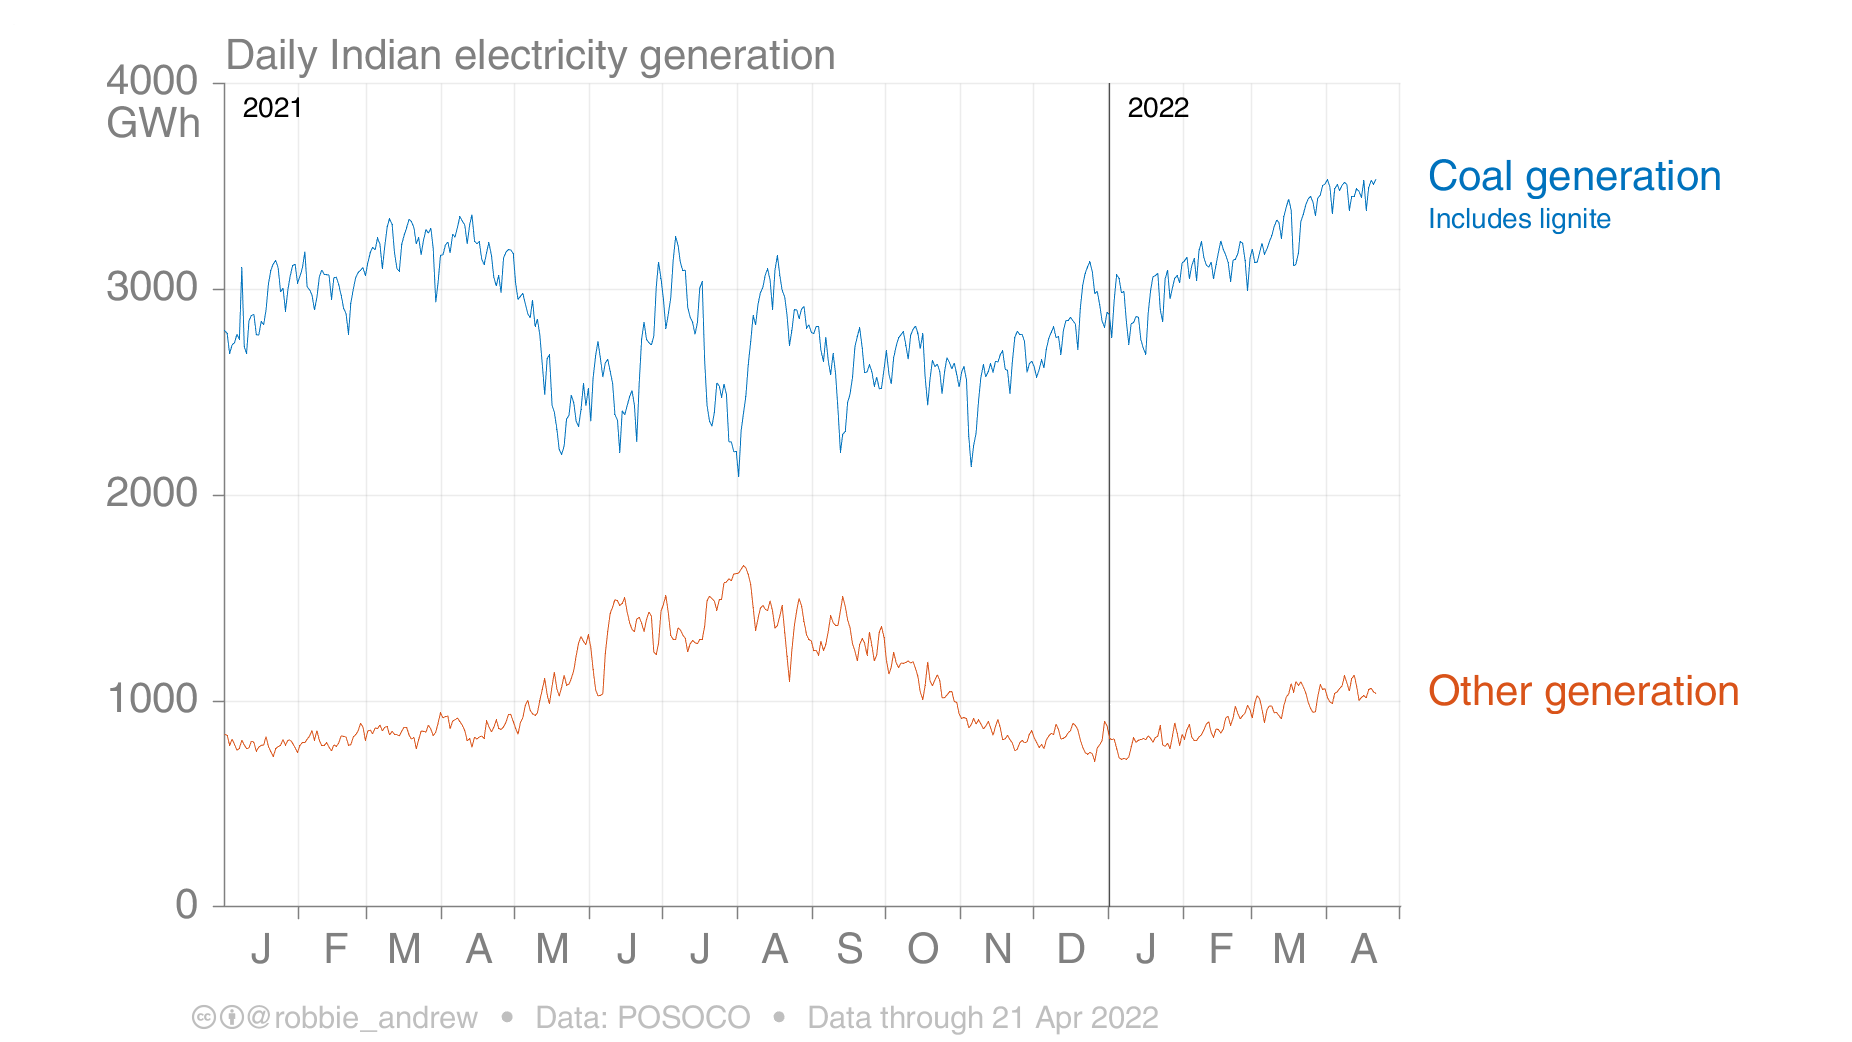 Daily Indian electricity generation
4000
GWh
2021
2022
Coal generation
Includes lignite
3000
2000
1000
Other generation
0
J F M A M J J A S O N D J F M A
cc @robbie_andrew • Data: POSOCO • Data through 21 Apr 2022